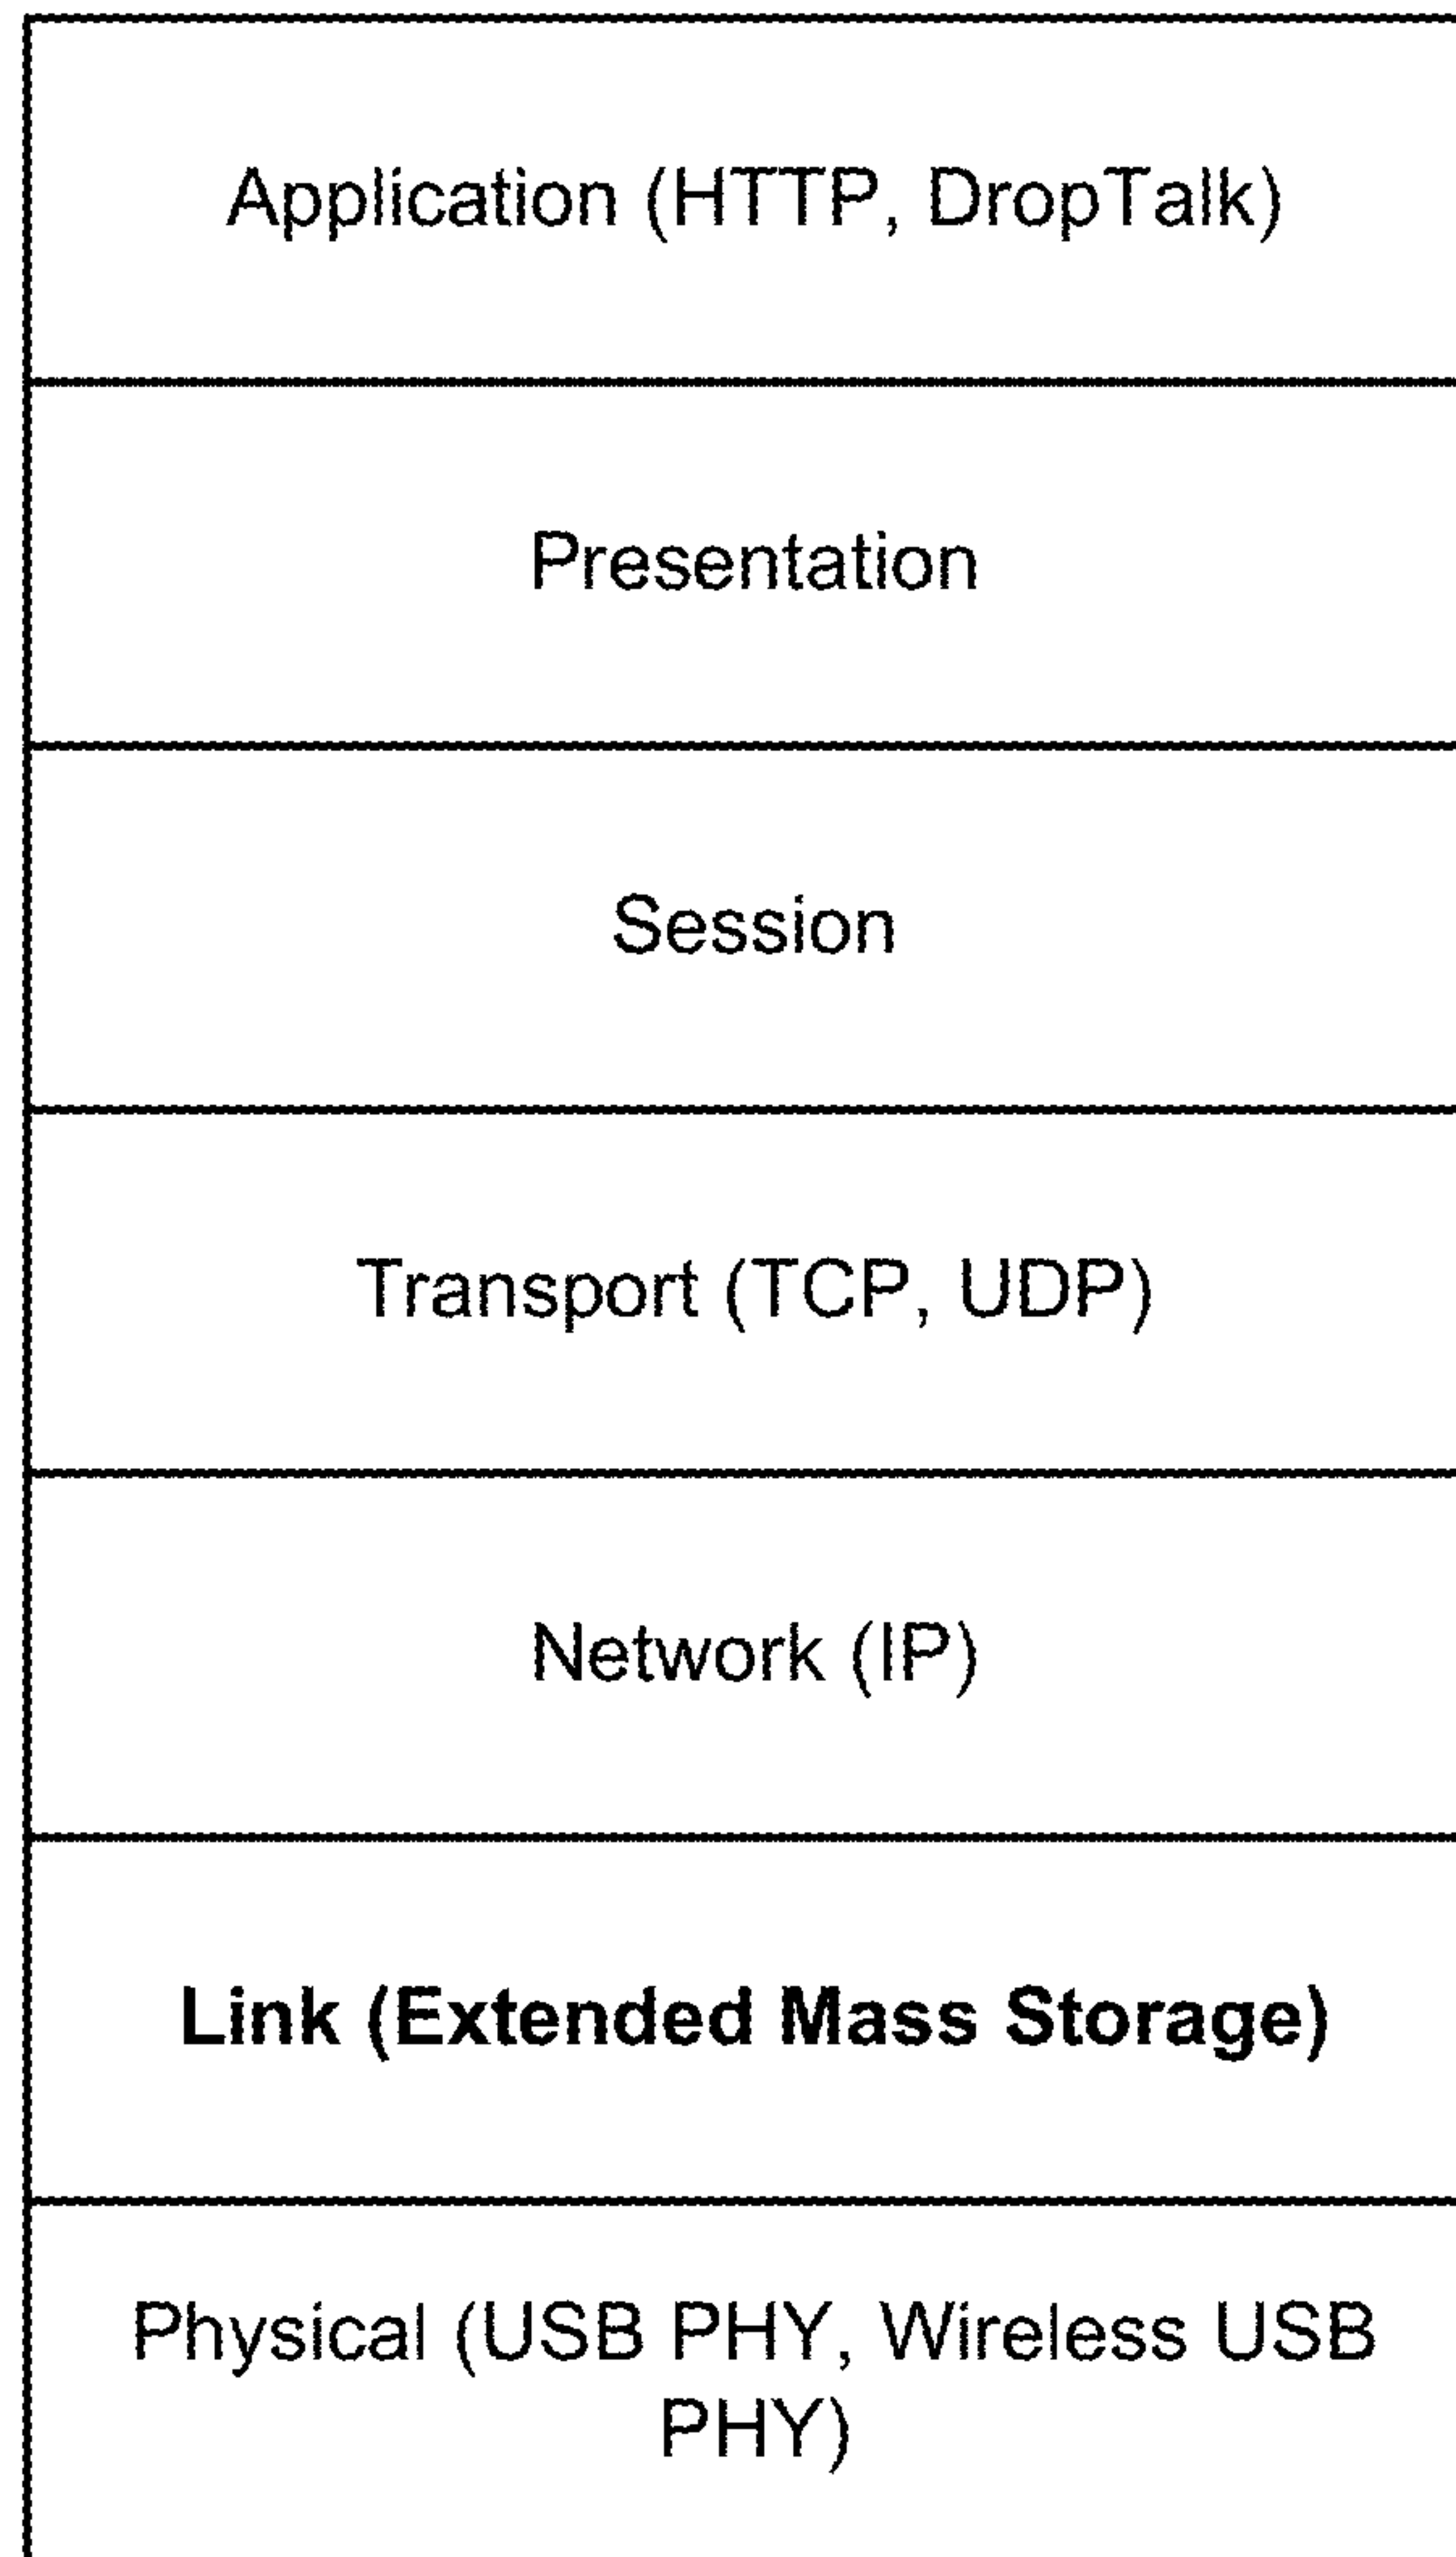 Application (HTTP, DropTalk)
Presentation
Session
Transport (TCP, UDP)
Network (IP)
Link (Extended Mass Storage)
Physical (USB PHY, Wireless USB
PHY)